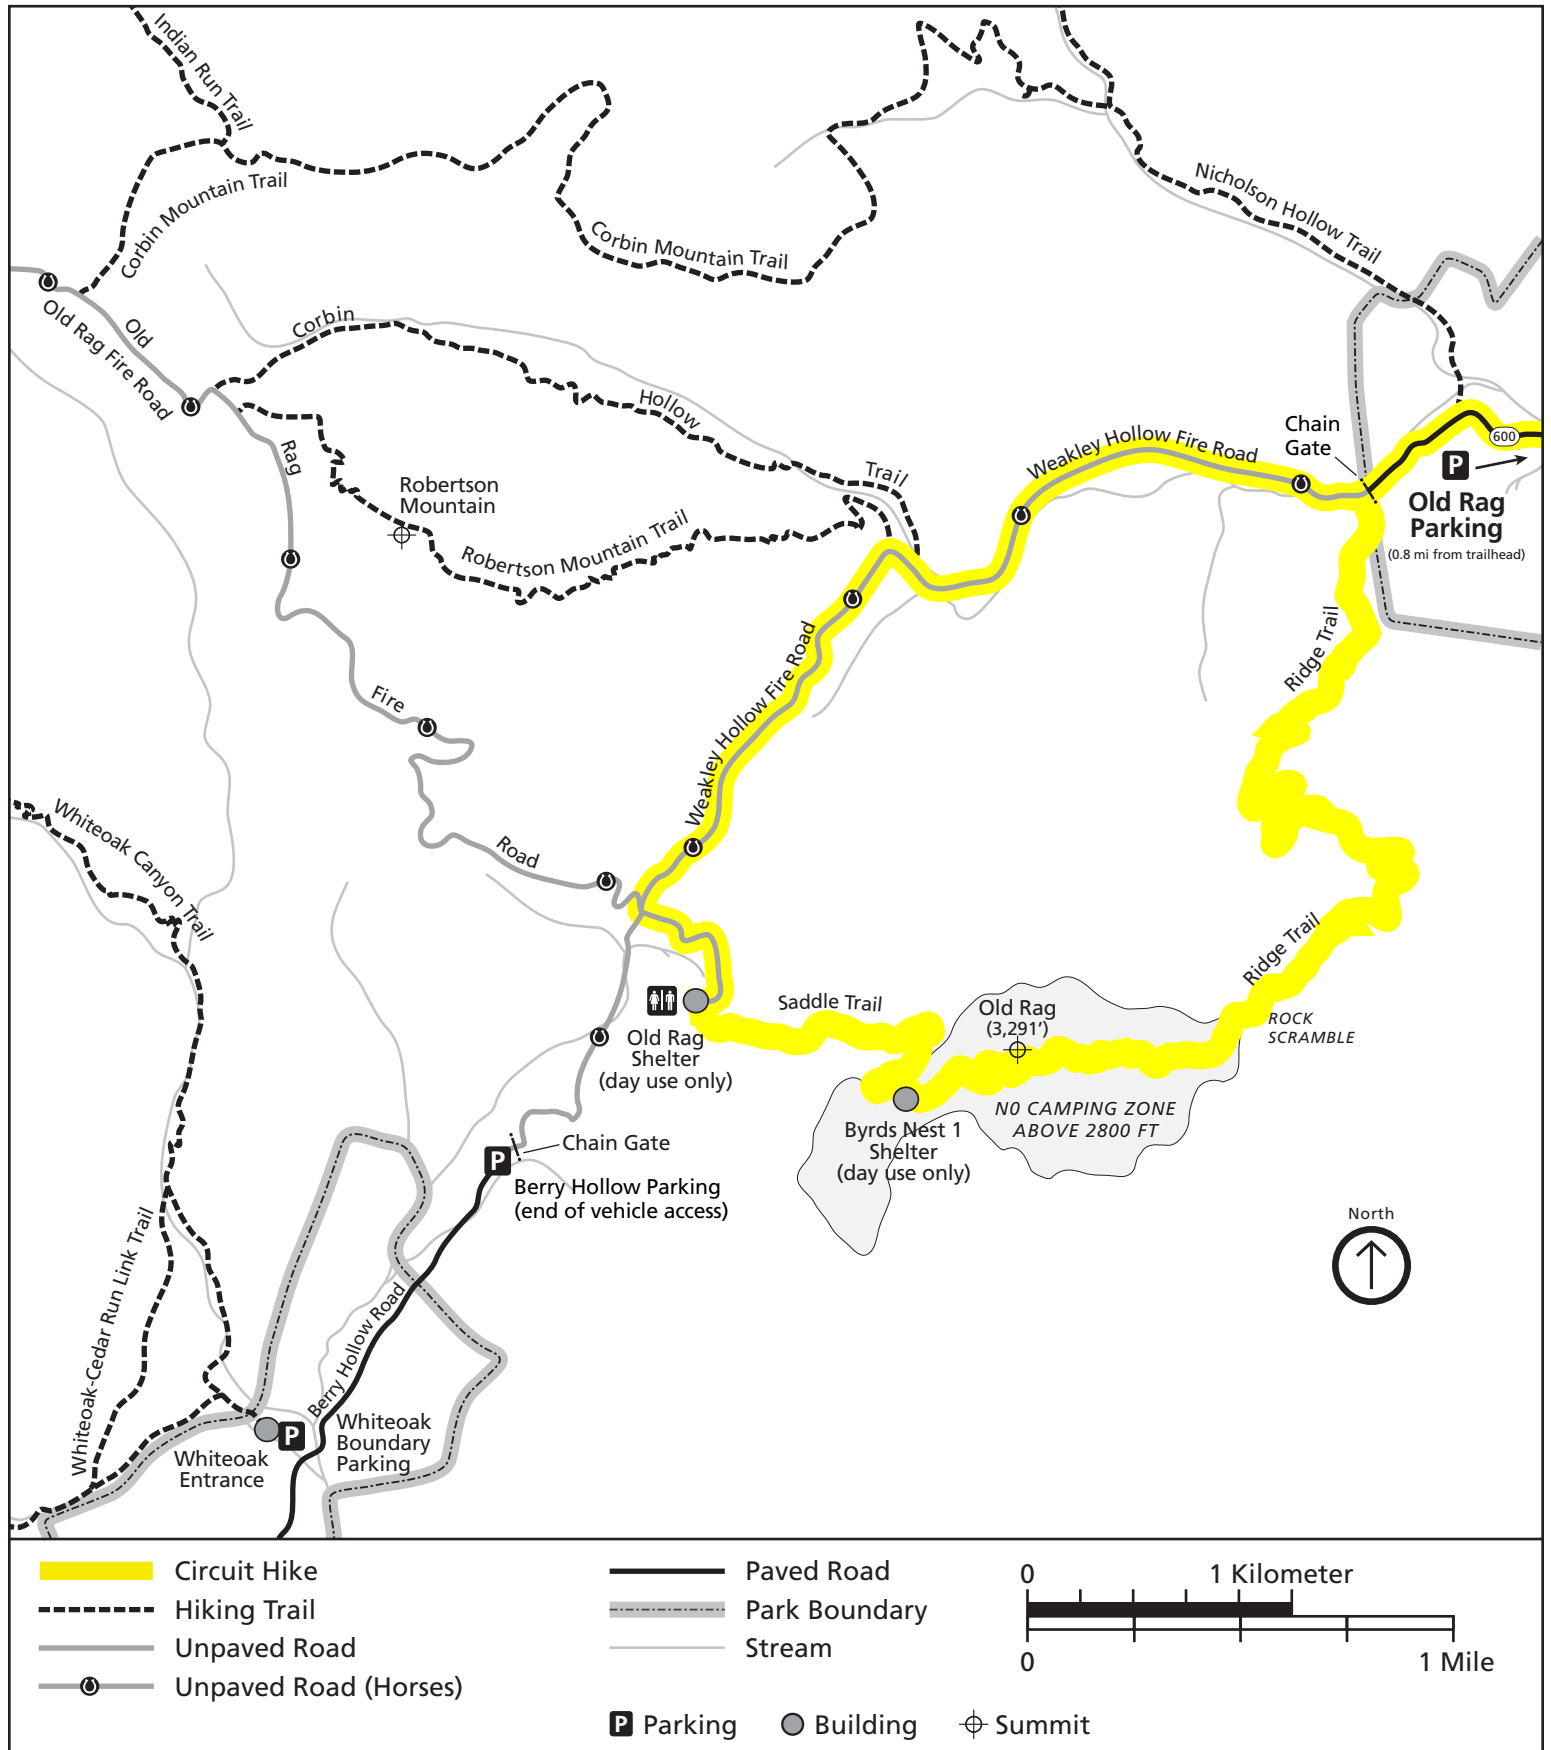 Indian Run Trail
Corbin Mountain Trail
Corbin Mountain Trail
Nicholson Hollow Trail
Old Rag Fire Road
Old
Rag
Fire
Road
Corbin
Hollow
Trail
Robertson
Mountain
Robertson Mountain Trail
Weakley Hollow Fire Road
Chain
Gate
600
P
Old Rag
Parking
(0.8 mi from trailhead)
Ridge Trail
Weakley Hollow Fire Road
Whiteoak Canyon Trail
Ridge Trail
ROCK
SCRAMBLE
Saddle Trail
Old Rag
(3,291')
Old Rag
Shelter
(day use only)
N0 CAMPING ZONE
ABOVE 2800 FT
Byrds Nest 1
Shelter
(day use only)
Chain Gate
P
Berry Hollow Parking
(end of vehicle access)
North
Whiteoak-Cedar Run Link Trail
Berry Hollow Road
P
Whiteoak
Boundary
Parking
Whiteoak
Entrance
Circuit Hike
Hiking Trail
Unpaved Road
Unpaved Road (Horses)
Paved Road
Park Boundary
Stream
0 1 Kilometer
0 1 Mile
P Parking
Building
Summit